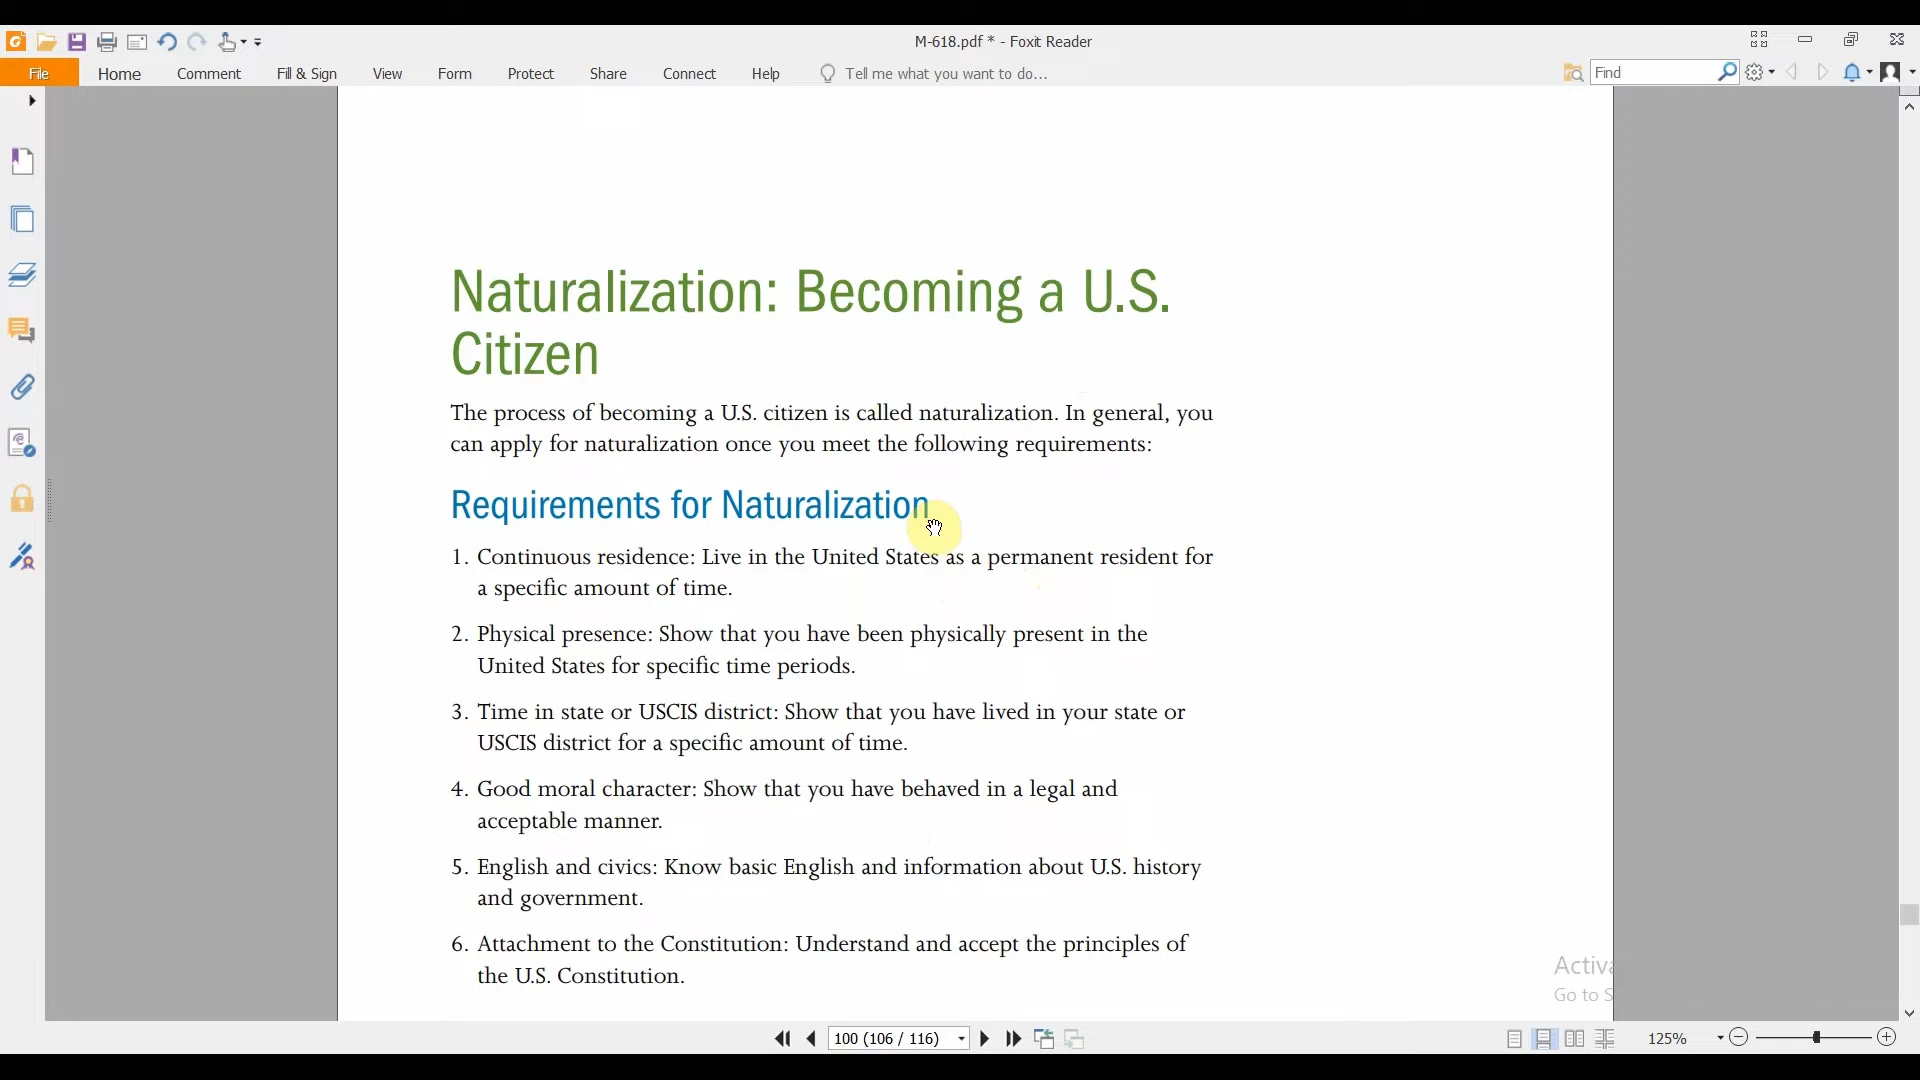 M-618.pdf * - Foxit Reader
File Home Comment Fill & Sign View Form Protect Share Connect Help Tell me what you want to do... Find
Naturalization: Becoming a U.S.
Citizen
The process of becoming a U.S. citizen is called naturalization. In general, you
can apply for naturalization once you meet the following requirements:
Requirements for Naturalization
1. Continuous residence: Live in the United States as a permanent resident for
a specific amount of time.
2. Physical presence: Show that you have been physically present in the
United States for specific time periods.
3. Time in state or USCIS district: Show that you have lived in your state or
USCIS district for a specific amount of time.
4. Good moral character: Show that you have behaved in a legal and
acceptable manner.
5. English and civics: Know basic English and information about U.S. history
and government.
6. Attachment to the Constitution: Understand and accept the principles of
the U.S. Constitution.
Go to
100 (106 / 116) 125%